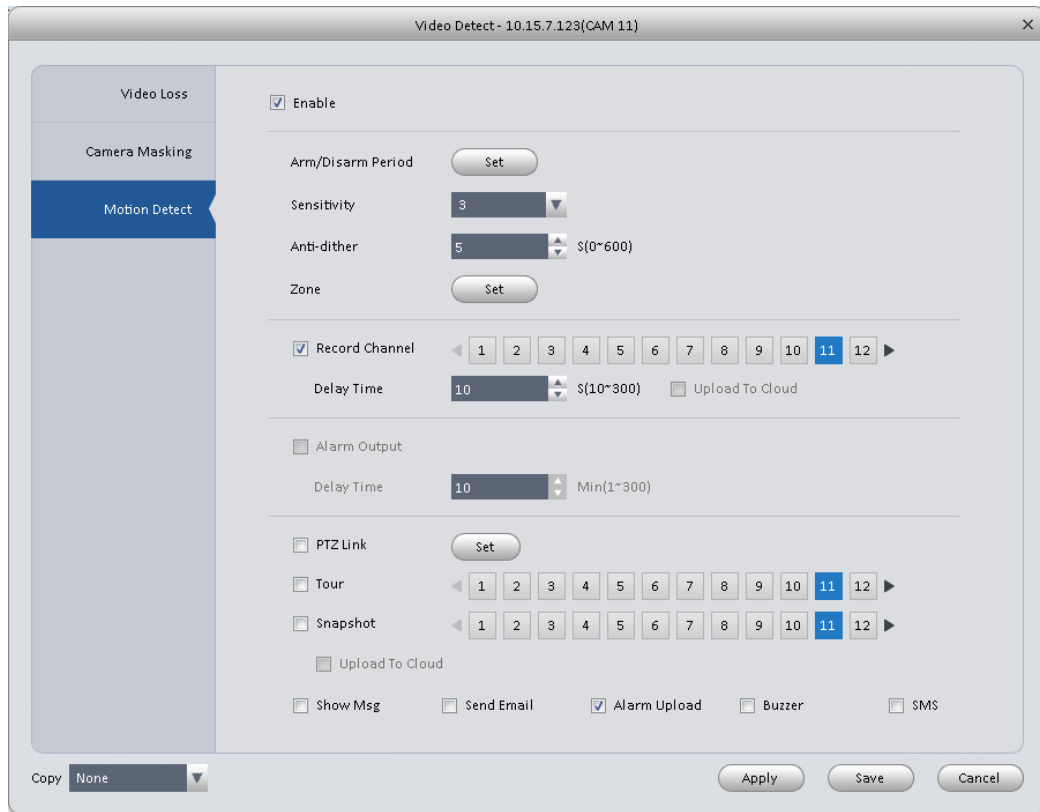 Video Detect - 10.15.7.123(CAM 11)
Video Loss
Camera Masking
Motion Detect
Enable
Arm/Disarm Period Set
Sensitivity 3
Anti-dither 5 S(0~600)
Zone Set
Record Channel 1 2 3 4 5 6 7 8 9 10 11 12
Delay Time 10 S(10~300) Upload To Cloud
Alarm Output
Delay Time 10 Min(1~300)
PTZ Link Set
Tour 1 2 3 4 5 6 7 8 9 10 11 12
Snapshot 1 2 3 4 5 6 7 8 9 10 11 12
Upload To Cloud
Show Msg Send Email Alarm Upload Buzzer SMS
Copy None Apply Save Cancel